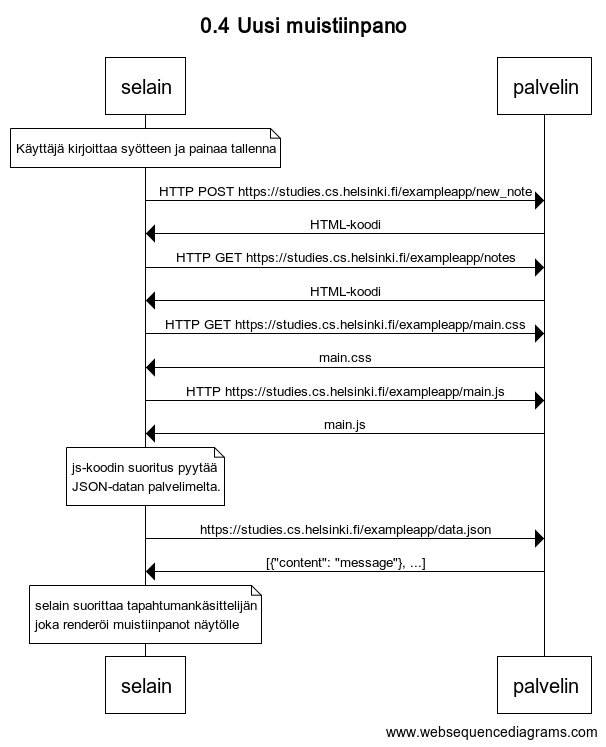 0.4 Uusi muistiinpano
selain
palvelin
Käyttäjä kirjoittaa syötteen ja painaa tallenna
HTTP POST https://studies.cs.helsinki.fi/exampleapp/new_note
HTML-koodi
HTTP GET https://studies.cs.helsinki.fi/exampleapp/notes
HTML-koodi
HTTP GET https://studies.cs.helsinki.fi/exampleapp/main.css
main.css
HTTP https://studies.cs.helsinki.fi/exampleapp/main.js
main.js
js-koodin suoritus pyytää
JSON-datan palvelimelta.
https://studies.cs.helsinki.fi/exampleapp/data.json
[{"content": "message"}, ...]
selain suorittaa tapahtumankäsittelijän
joka renderöi muistiinpanot näytölle
selain
palvelin
www.websequencediagrams.com